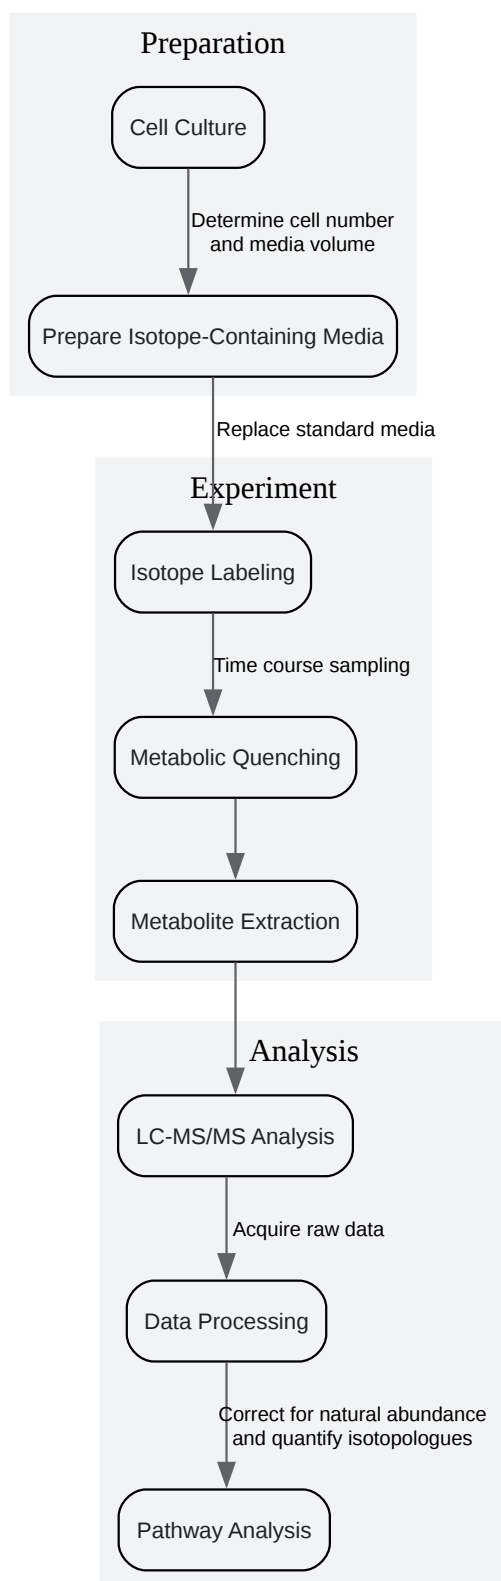 Preparation
Cell Culture
Determine cell number
and media volume
Prepare Isotope-Containing Media
Replace standard media
Experiment
Isotope Labeling
Time course sampling
Metabolic Quenching
Metabolite Extraction
Analysis
LC-MS/MS Analysis
Acquire raw data
Data Processing
Correct for natural abundance
and quantify isotopologues
Pathway Analysis